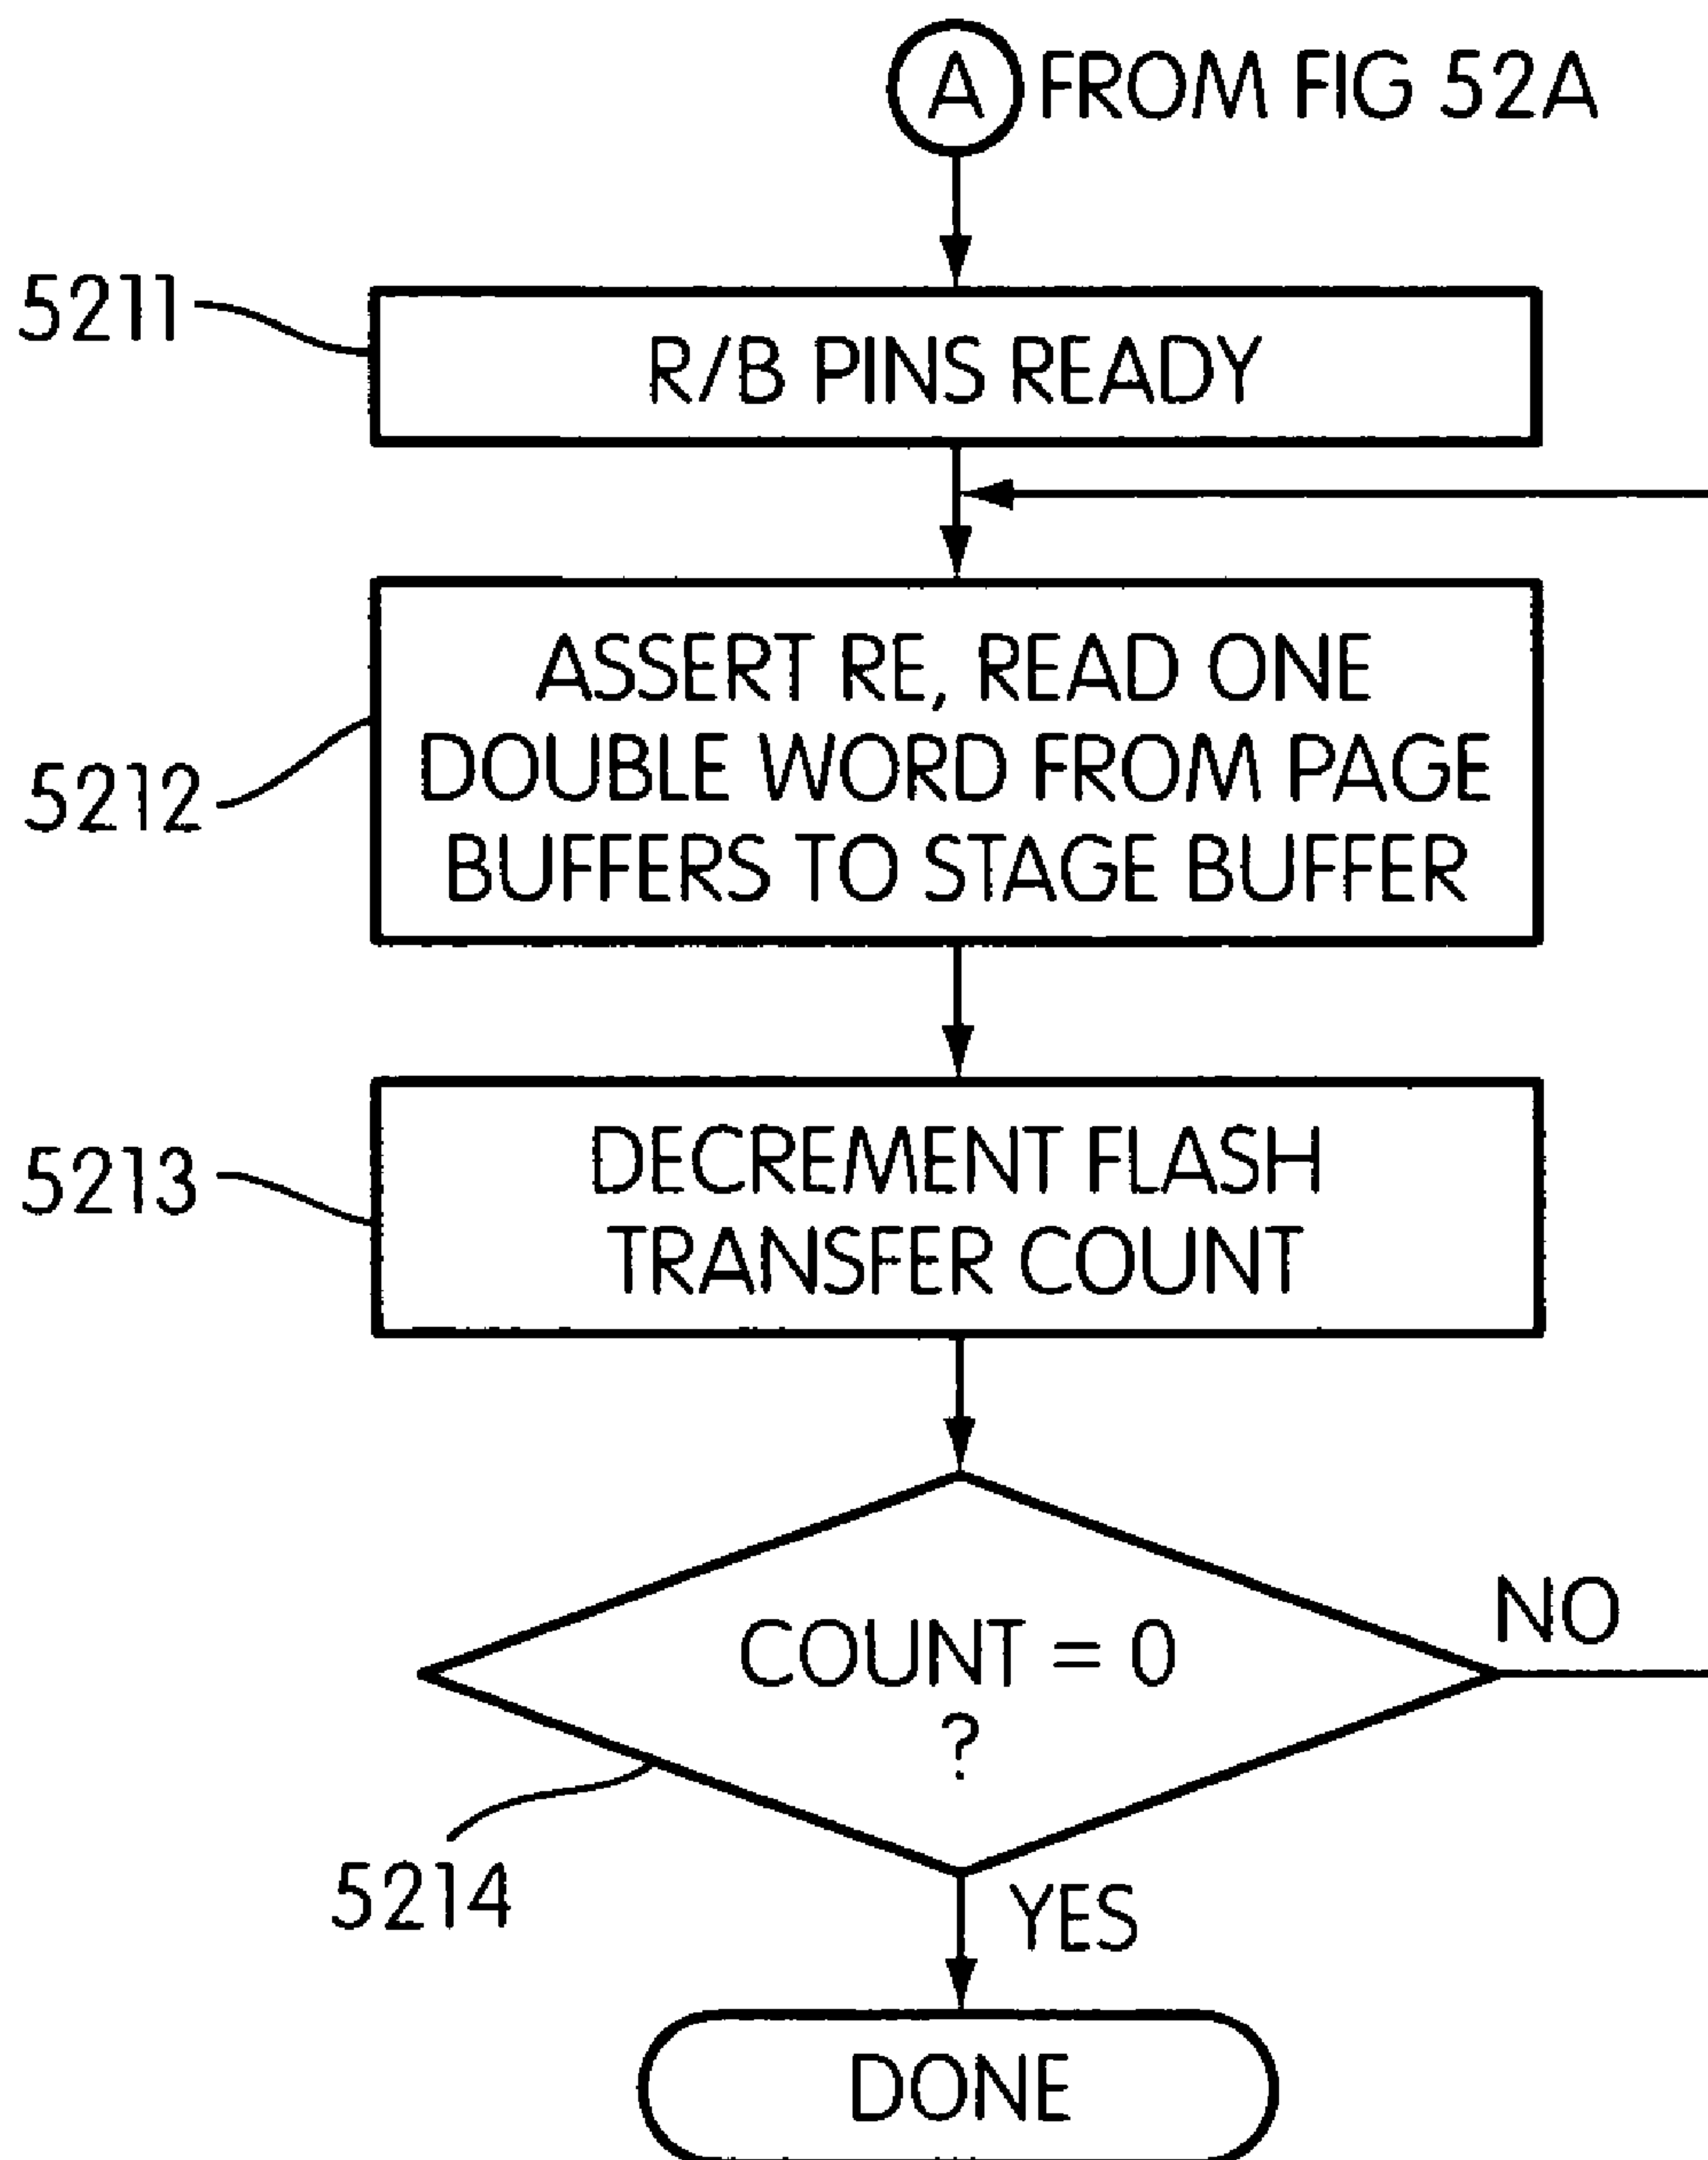 A FROM FIG 52A
5211
R/B PINS READY
ASSERT RE, READ ONE
DOUBLE WORD FROM PAGE
BUFFERS TO STAGE BUFFER
5212
DECREMENT FLASH
TRANSFER COUNT
5213
NO
COUNT = 0
?
5214
YES
DONE